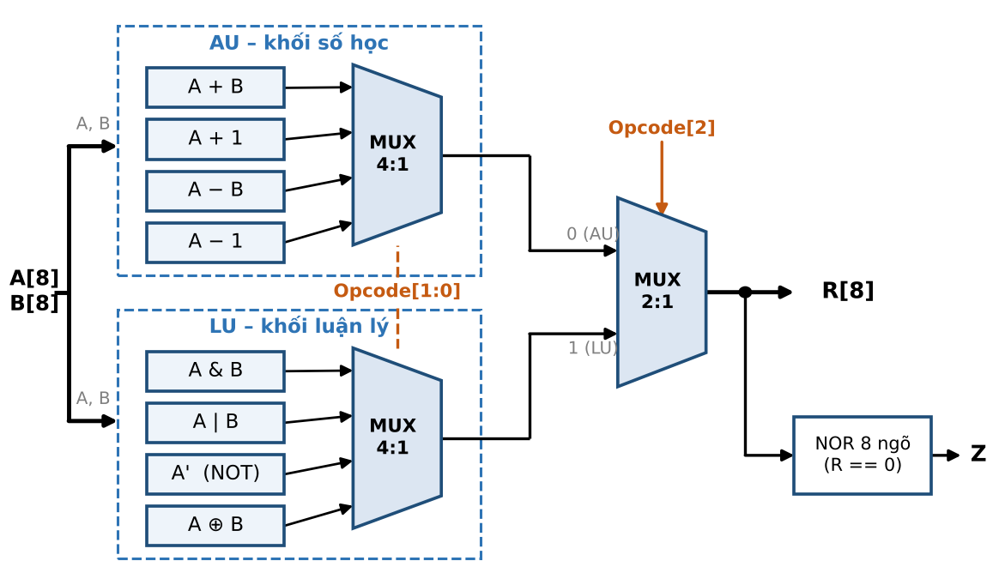 AU – khối số học
A + B
A + 1
A − B
A − 1
MUX
4:1
A, B
Opcode[2]
0 (AU)
A[8]
B[8]
Opcode[1:0]
MUX
2:1
R[8]
LU – khối luận lý
1 (LU)
A & B
A | B
A'  (NOT)
A ⊕ B
MUX
4:1
A, B
NOR 8 ngõ
(R == 0)
Z